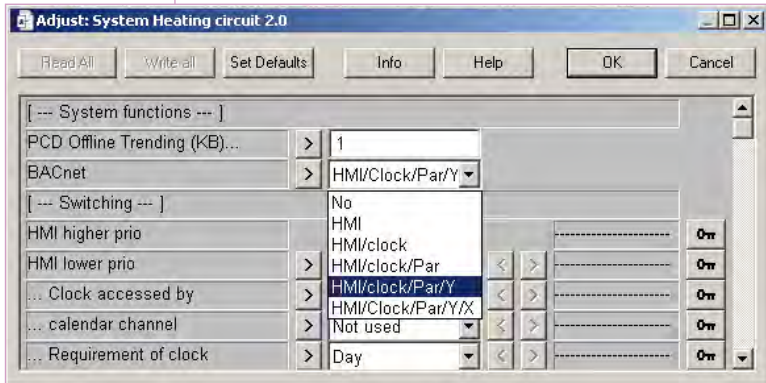 Adjust: System Heating circuit 2.0
Read All Write all Set Defaults Info Help OK Cancel
[ --- System functions --- ]
PCD Offline Trending (KB)... > 1
BACnet > HMI/Clock/Par/Y
[ --- Switching --- ]
No
HMI
HMI/clock
HMI/clock/Par
HMI/clock/Par/Y
HMI/Clock/Par/Y/X
HMI higher prio --------------------
HMI lower prio > < > --------------------
... Clock accessed by > < > --------------------
... calendar channel > Not used < > --------------------
... Requirement of clock > Day < > --------------------